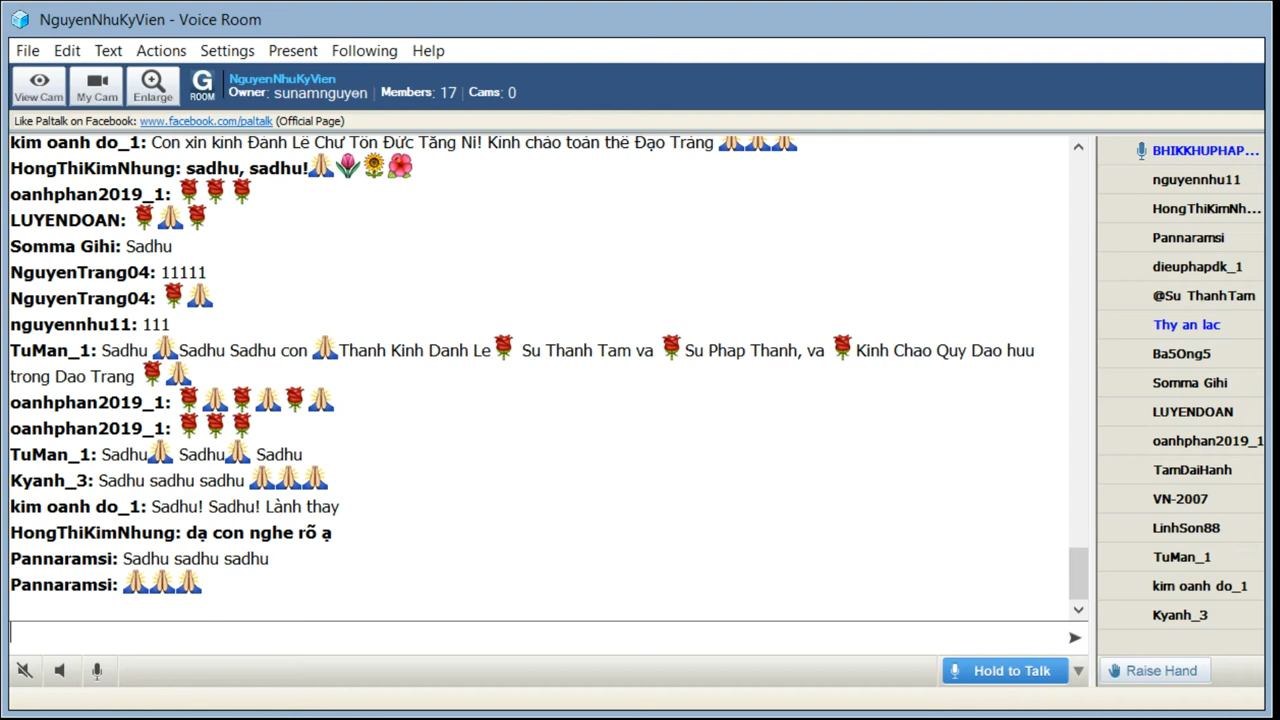 NguyenNhuKyVien - Voice Room
File Edit Text Actions Settings Present Following Help
View Cam My Cam Enlarge G ROOM NguyenNhuKyVien
Owner: sunamnguyen Members: 17 Cams: 0
Like Paltalk on Facebook: www.facebook.com/paltalk (Official Page)
kim oanh do_1: Con xin kính Đảnh Lễ Chư Tôn Đức Tăng Ni! Kính chào toàn thể Đạo Tràng 🙏🙏🙏
HongThiKimNhung: sadhu, sadhu!🙏🌷🌻🌺
oanhphan2019_1: 🌹🌹🌹
LUYENDOAN: 🌹🙏🌹
Somma Gihi: Sadhu
NguyenTrang04: 11111
NguyenTrang04: 🌹🙏
nguyennhu11: 111
TuMan_1: Sadhu 🙏Sadhu Sadhu con 🙏Thanh Kinh Danh Le🌹 Su Thanh Tam va 🌹Su Phap Thanh, va 🌹Kinh Chao Quy Dao huu
trong Dao Trang 🌹🙏
oanhphan2019_1: 🌹🙏🌹🙏🌹🙏
oanhphan2019_1: 🌹🌹🌹
TuMan_1: Sadhu🙏 Sadhu🙏 Sadhu
Kyanh_3: Sadhu sadhu sadhu 🙏🙏🙏
kim oanh do_1: Sadhu! Sadhu! Lành thay
HongThiKimNhung: dạ con nghe rõ ạ
Pannaramsi: Sadhu sadhu sadhu
Pannaramsi: 🙏🙏🙏
BHIKKHUPHAP...
nguyennhu11
HongThiKimNh...
Pannaramsi
dieuphapdk_1
@Su ThanhTam
Thy an lac
Ba5Ong5
Somma Gihi
LUYENDOAN
oanhphan2019_1
TamDaiHanh
VN-2007
LinhSon88
TuMan_1
kim oanh do_1
Kyanh_3
Hold to Talk
Raise Hand